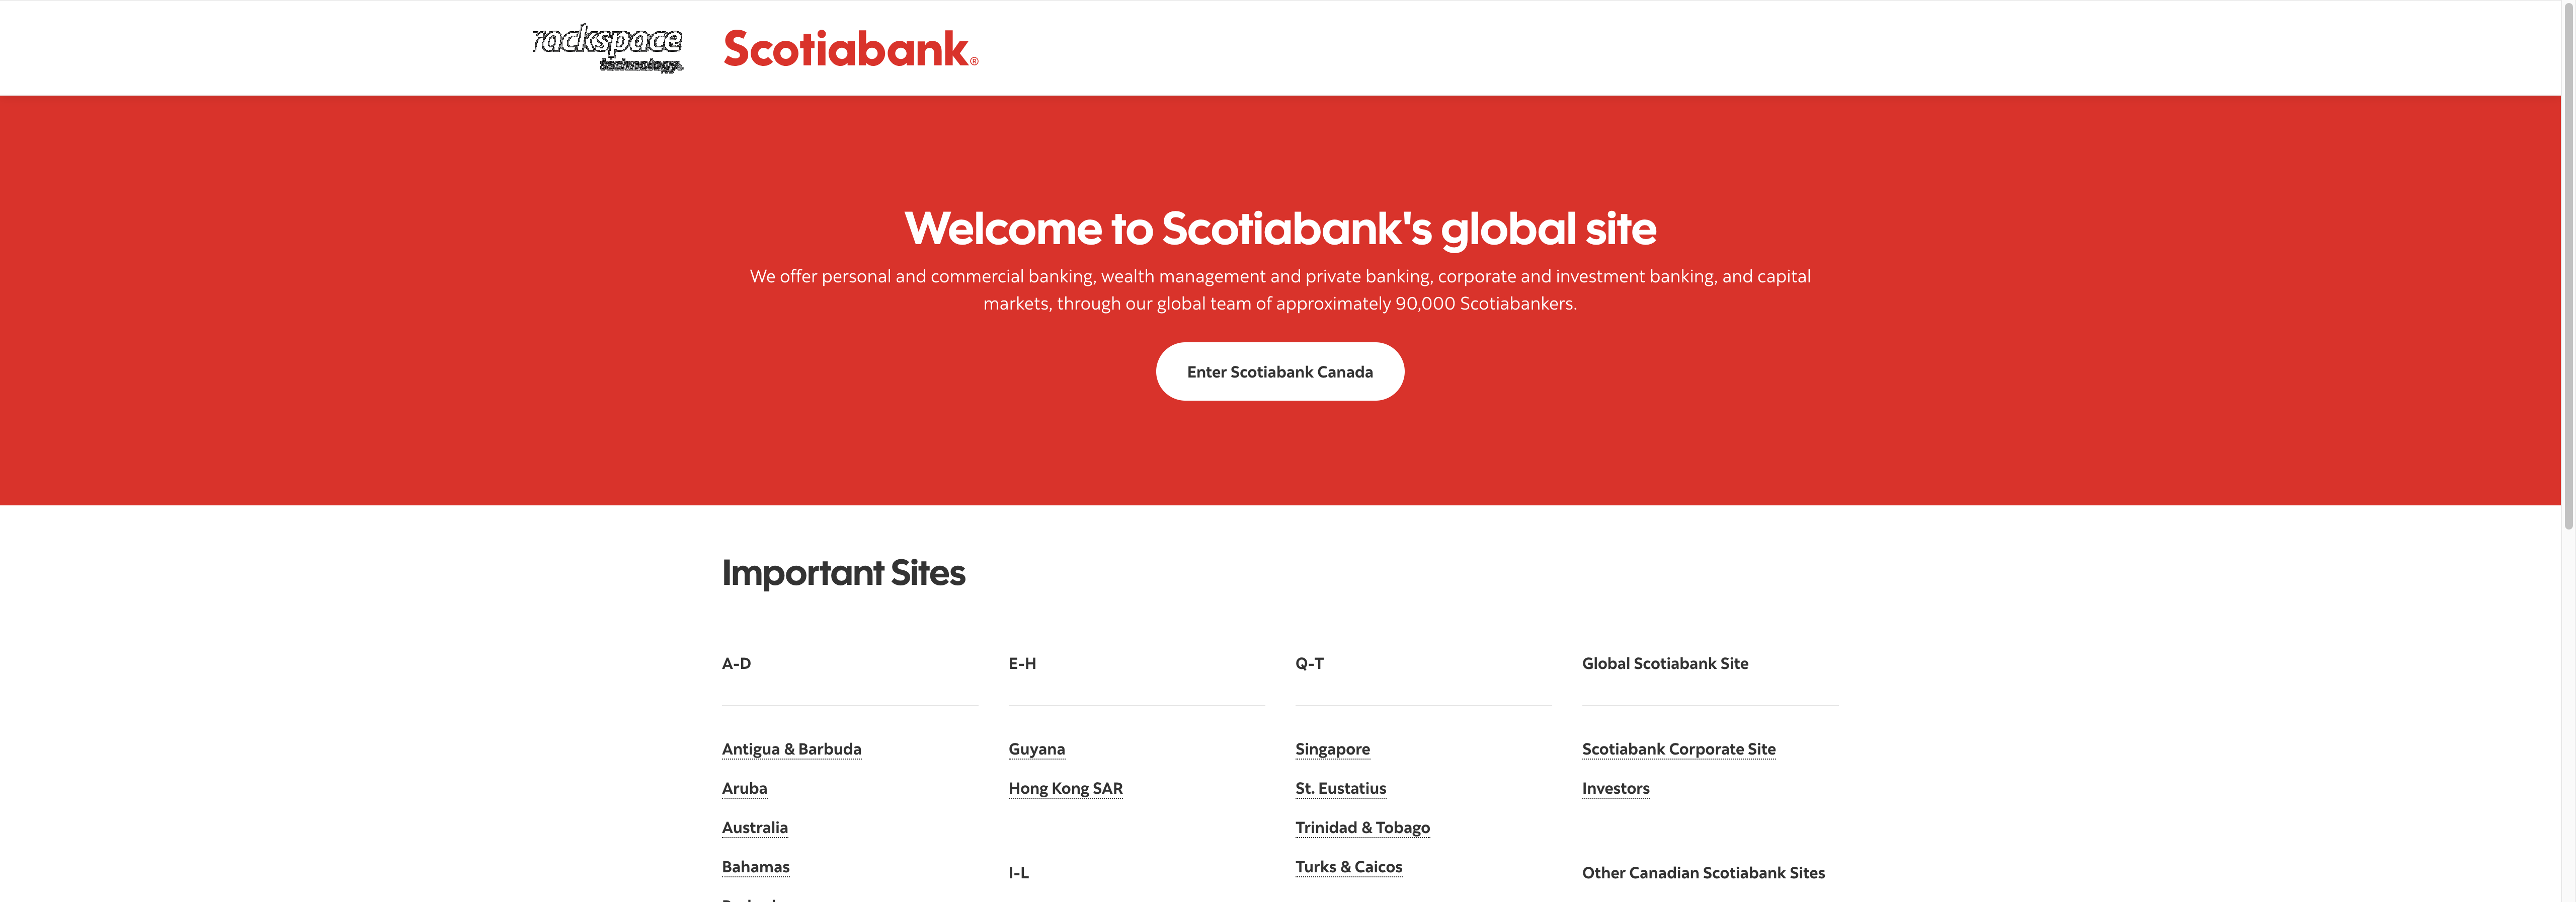 rackspace
technology.
Scotiabank®
Welcome to Scotiabank's global site
We offer personal and commercial banking, wealth management and private banking, corporate and investment banking, and capital
markets, through our global team of approximately 90,000 Scotiabankers.
Enter Scotiabank Canada
Important Sites
A-D
Antigua & Barbuda
Aruba
Australia
Bahamas
E-H
Guyana
Hong Kong SAR
I-L
Q-T
Singapore
St. Eustatius
Trinidad & Tobago
Turks & Caicos
Global Scotiabank Site
Scotiabank Corporate Site
Investors
Other Canadian Scotiabank Sites